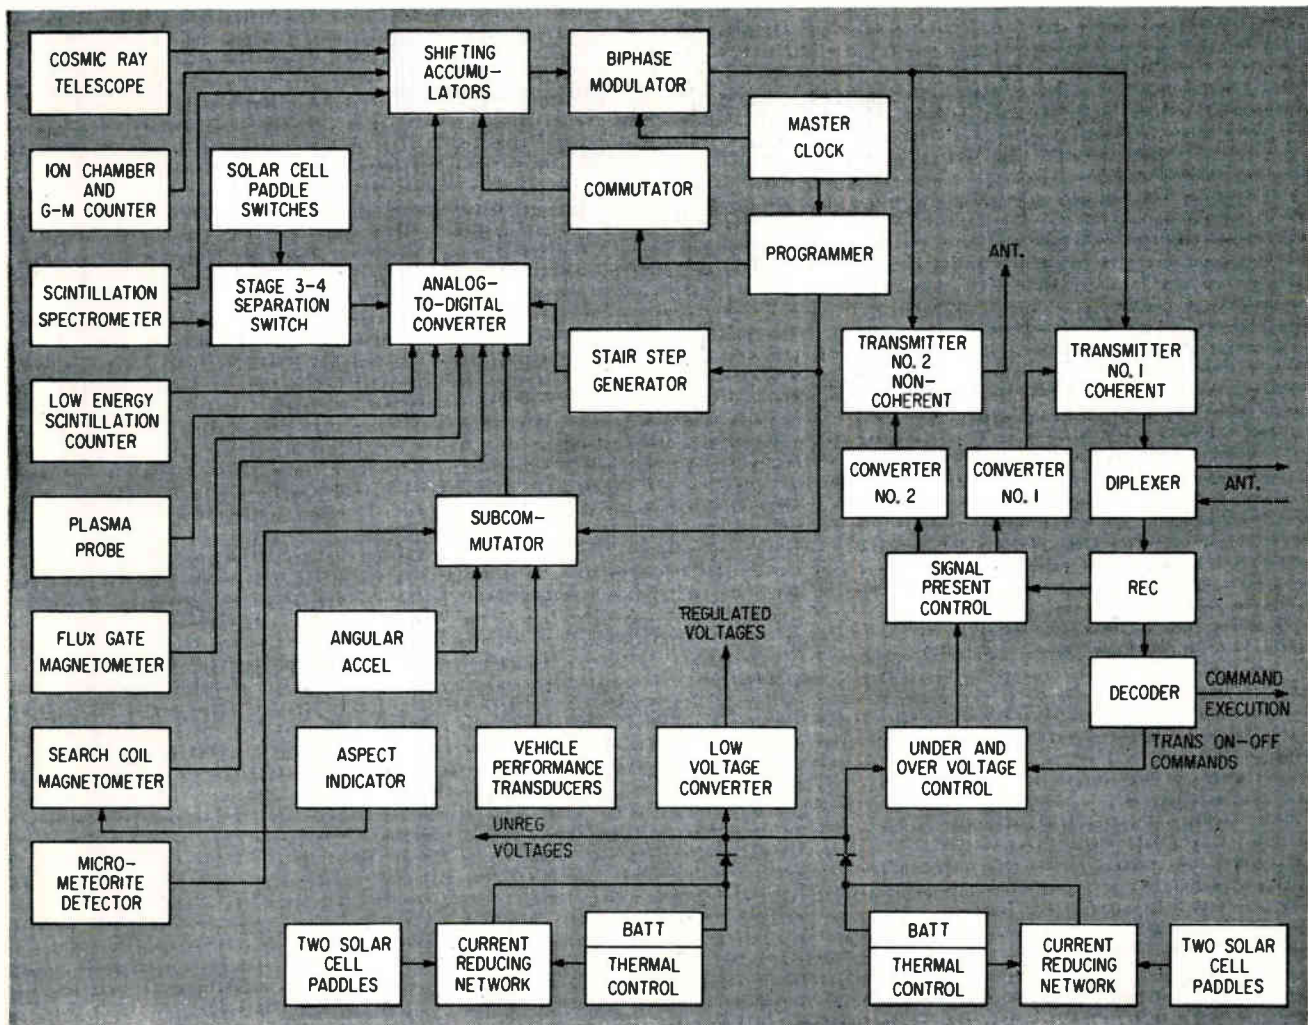 COSMIC RAY
TELESCOPE
SHIFTING
ACCUMU-
LATORS
BIPHASE
MODULATOR
MASTER
CLOCK
ION CHAMBER
AND
G-M COUNTER
SOLAR CELL
PADDLE
SWITCHES
COMMUTATOR
PROGRAMMER
ANT.
SCINTILLATION
SPECTROMETER
STAGE 3-4
SEPARATION
SWITCH
ANALOG-
TO-DIGITAL
CONVERTER
STAIR STEP
GENERATOR
TRANSMITTER
NO. 2
NON-
COHERENT
TRANSMITTER
NO. 1
COHERENT
LOW ENERGY
SCINTILLATION
COUNTER
CONVERTER
NO. 2
CONVERTER
NO. 1
DIPLEXER
ANT.
PLASMA
PROBE
SUBCOM-
MUTATOR
SIGNAL
PRESENT
CONTROL
REC
FLUX GATE
MAGNETOMETER
ANGULAR
ACCEL
REGULATED
VOLTAGES
DECODER
COMMAND
EXECUTION
TRANS ON-OFF
COMMANDS
SEARCH COIL
MAGNETOMETER
ASPECT
INDICATOR
VEHICLE
PERFORMANCE
TRANSDUCERS
LOW
VOLTAGE
CONVERTER
UNDER AND
OVER VOLTAGE
CONTROL
UNREG
VOLTAGES
MICRO-
METEORITE
DETECTOR
TWO SOLAR
CELL
PADDLES
CURRENT
REDUCING
NETWORK
BATT
THERMAL
CONTROL
BATT
THERMAL
CONTROL
CURRENT
REDUCING
NETWORK
TWO SOLAR
CELL
PADDLES